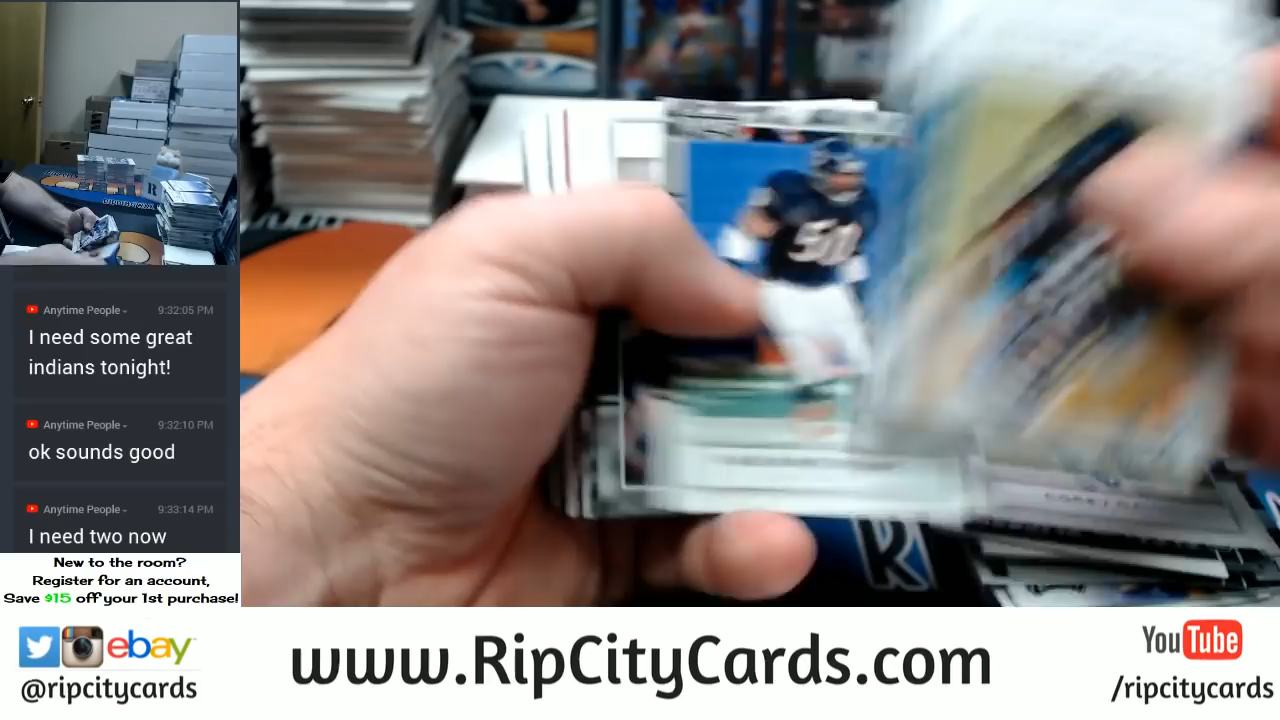 Anytime People 9:32:05 PM
I need some great
indians tonight!
Anytime People 9:32:10 PM
ok sounds good
Anytime People 9:33:14 PM
I need two now
New to the room?
Register for an account,
Save $15 off your 1st purchase!
ebay
@ripcitycards
www.RipCityCards.com
YouTube
/ripcitycards
50
R
R